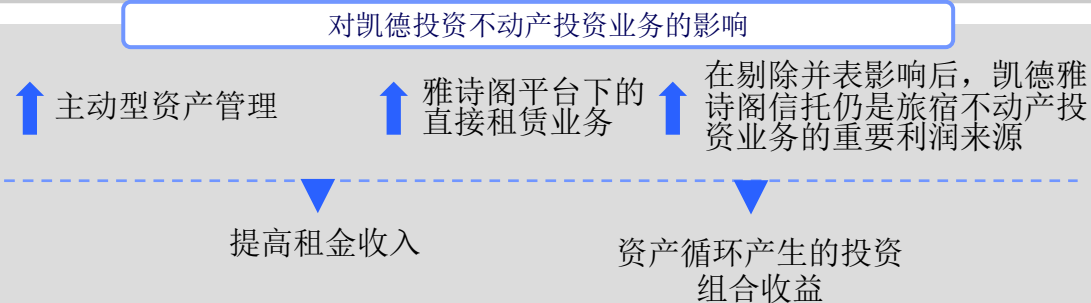 对凯德投资不动产投资业务的影响
主动型资产管理
雅诗阁平台下的
直接租赁业务
在剔除并表影响后，凯德雅
诗阁信托仍是旅宿不动产投
资业务的重要利润来源
提高租金收入
资产循环产生的投资
组合收益